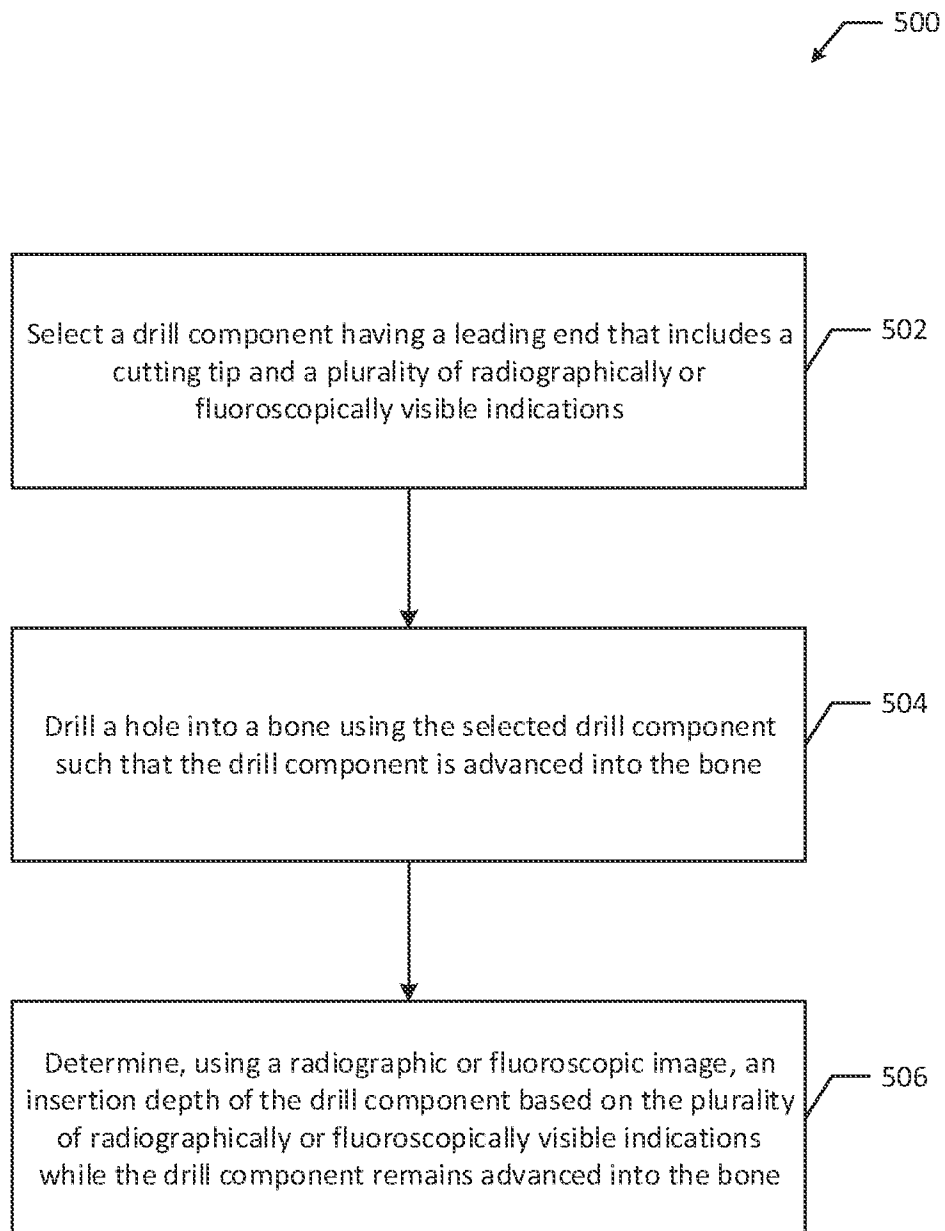 500
Select a drill component having a leading end that includes a
cutting tip and a plurality of radiographically or
fluoroscopically visible indications
502
Drill a hole into a bone using the selected drill component
such that the drill component is advanced into the bone
504
Determine, using a radiographic or fluoroscopic image, an
insertion depth of the drill component based on the plurality
of radiographically or fluoroscopically visible indications
while the drill component remains advanced into the bone
506